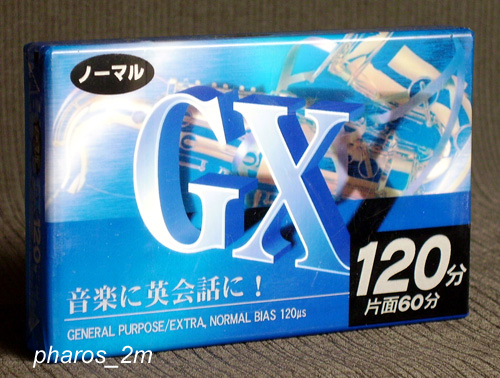 ノーマル
GX
120分
片面60分
音楽に英会話に！
GENERAL PURPOSE/EXTRA, NORMAL BIAS 120μs
120
pharos_2m